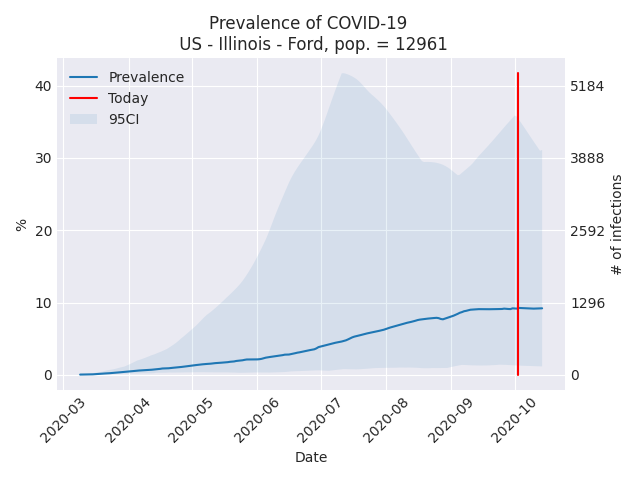 Prevalence of COVID-19
US - Illinois - Ford, pop. = 12961
Prevalence
Today
95CI
40
30
20
10
0
%
5184
3888
2592
1296
0
# of infections
2020-03
2020-04
2020-05
2020-06
2020-07
2020-08
2020-09
2020-10
Date